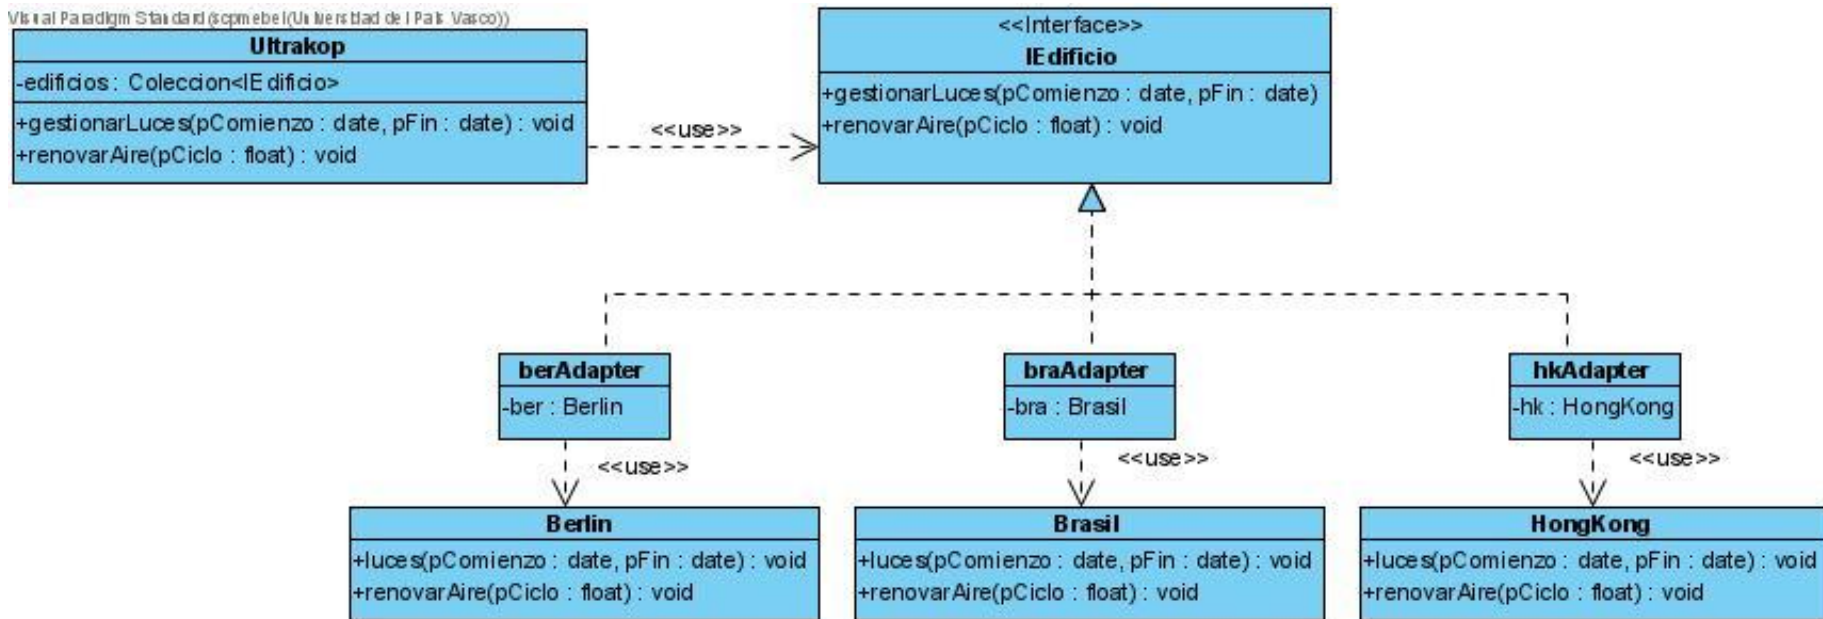 Visual Paradigm Standard(scpmebel(Universidad del Pais Vasco))
Ultrakop
-edificios : Coleccion<IEdificio>
+gestionarLuces(pComienzo : date, pFin : date) : void
+renovarAire(pCiclo : float) : void
<<use>>
<<Interface>>
IEdificio
+gestionarLuces(pComienzo : date, pFin : date)
+renovarAire(pCiclo : float) : void
berAdapter
-ber : Berlin
braAdapter
-bra : Brasil
hkAdapter
-hk : HongKong
<<use>>
<<use>>
<<use>>
Berlin
+luces(pComienzo : date, pFin : date) : void
+renovarAire(pCiclo : float) : void
Brasil
+luces(pComienzo : date, pFin : date) : void
+renovarAire(pCiclo : float) : void
HongKong
+luces(pComienzo : date, pFin : date) : void
+renovarAire(pCiclo : float) : void